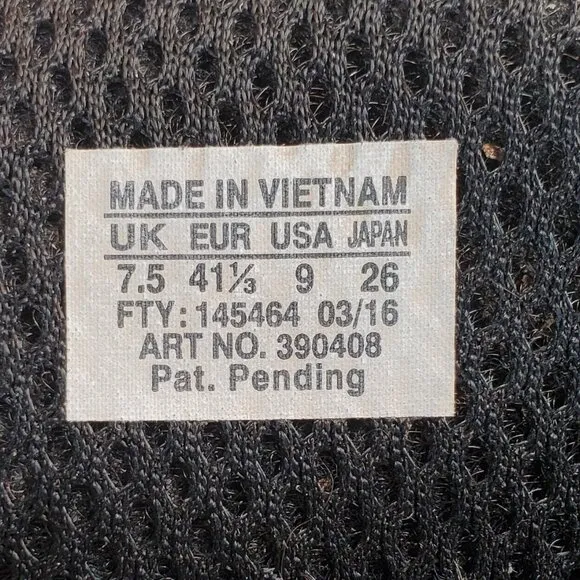 MADE IN VIETNAM
UK EUR USA JAPAN
7.5 41⅓ 9 26
FTY: 145464 03/16
ART NO. 390408
Pat. Pending